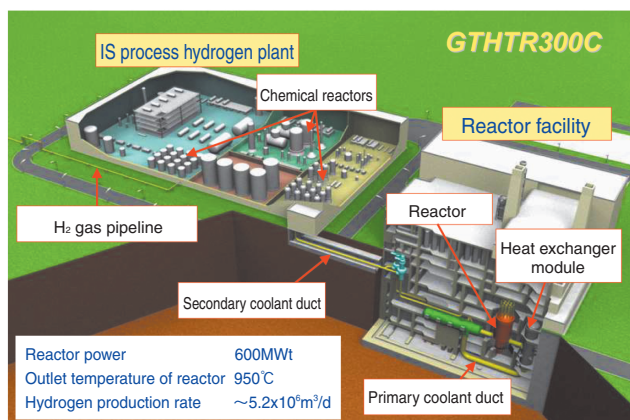 GTHTR300C
IS process hydrogen plant
Chemical reactors
Reactor facility
H₂ gas pipeline
Reactor
Heat exchanger
module
Secondary coolant duct
Primary coolant duct
Reactor power 600MWt
Outlet temperature of reactor 950℃
Hydrogen production rate ～5.2x10⁶m³/d